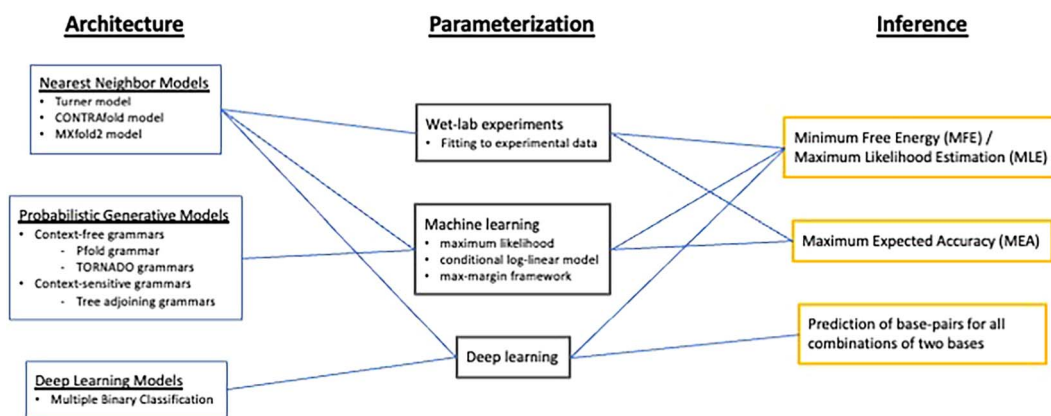 Architecture
Nearest Neighbor Models
• Turner model
• CONTRAfold model
• MXfold2 model
Probabilistic Generative Models
• Context-free grammars
- Pfold grammar
- TORNADO grammars
• Context-sensitive grammars
- Tree adjoining grammars
Deep Learning Models
• Multiple Binary Classification
Parameterization
Wet-lab experiments
• Fitting to experimental data
Machine learning
• maximum likelihood
• conditional log-linear model
• max-margin framework
Deep learning
Inference
Minimum Free Energy (MFE) /
Maximum Likelihood Estimation (MLE)
Maximum Expected Accuracy (MEA)
Prediction of base-pairs for all
combinations of two bases